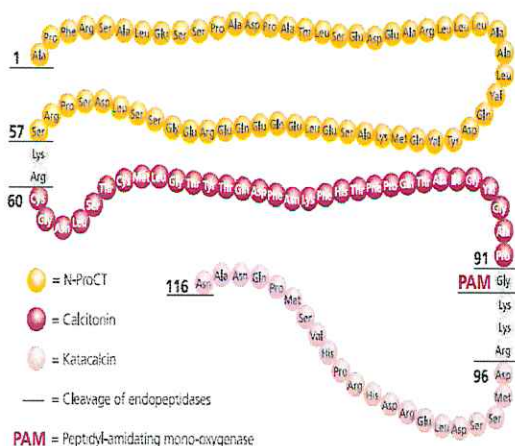 Ala Pro Phe Arg Ser Ala Leu Glu Ser Ser Pro Ala Asp Pro Ala Thr Leu Ser Glu Asp Glu Ala Arg Leu Leu Leu Ala
1
Ala
Leu
Val
Gln
Asp
Ser Arg Pro Ser Asp Leu Ser Ser Gly Glu Arg Glu Gln Glu Gln Glu Leu Glu Ser Ala Lys Met Gln Val Tyr
57
Lys
Arg
60
Cys Gly Asn Leu Ser Thr Cys Met Leu Gly Thr Tyr Thr Gln Asp Phe Asn Lys Phe His Thr Phe Pro Gln Thr Ala Ile Gly Val
Gly
Ala
91 Pro
PAM Gly
Lys
Lys
Arg
96 Asp
Met
Ser
116 Asn Ala Asn Gln Pro Met Ser Val His Pro Arg His Asp Arg Glu Leu Asp Ser
= N-ProCT
= Calcitonin
= Katacalcin
= Cleavage of endopeptidases
PAM = Peptidyl-amidating mono-oxygenase